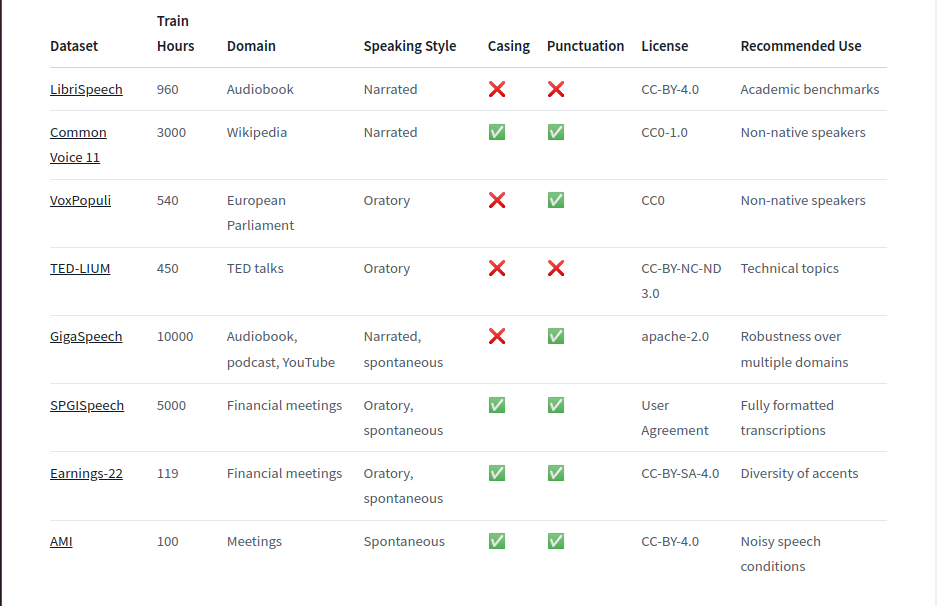 Dataset Train Hours Domain Speaking Style Casing Punctuation License Recommended Use
LibriSpeech 960 Audiobook Narrated ❌ ❌ CC-BY-4.0 Academic benchmarks
Common Voice 11 3000 Wikipedia Narrated ✅ ✅ CC0-1.0 Non-native speakers
VoxPopuli 540 European Parliament Oratory ❌ ✅ CC0 Non-native speakers
TED-LIUM 450 TED talks Oratory ❌ ❌ CC-BY-NC-ND 3.0 Technical topics
GigaSpeech 10000 Audiobook, podcast, YouTube Narrated, spontaneous ❌ ✅ apache-2.0 Robustness over multiple domains
SPGISpeech 5000 Financial meetings Oratory, spontaneous ✅ ✅ User Agreement Fully formatted transcriptions
Earnings-22 119 Financial meetings Oratory, spontaneous ✅ ✅ CC-BY-SA-4.0 Diversity of accents
AMI 100 Meetings Spontaneous ✅ ✅ CC-BY-4.0 Noisy speech conditions